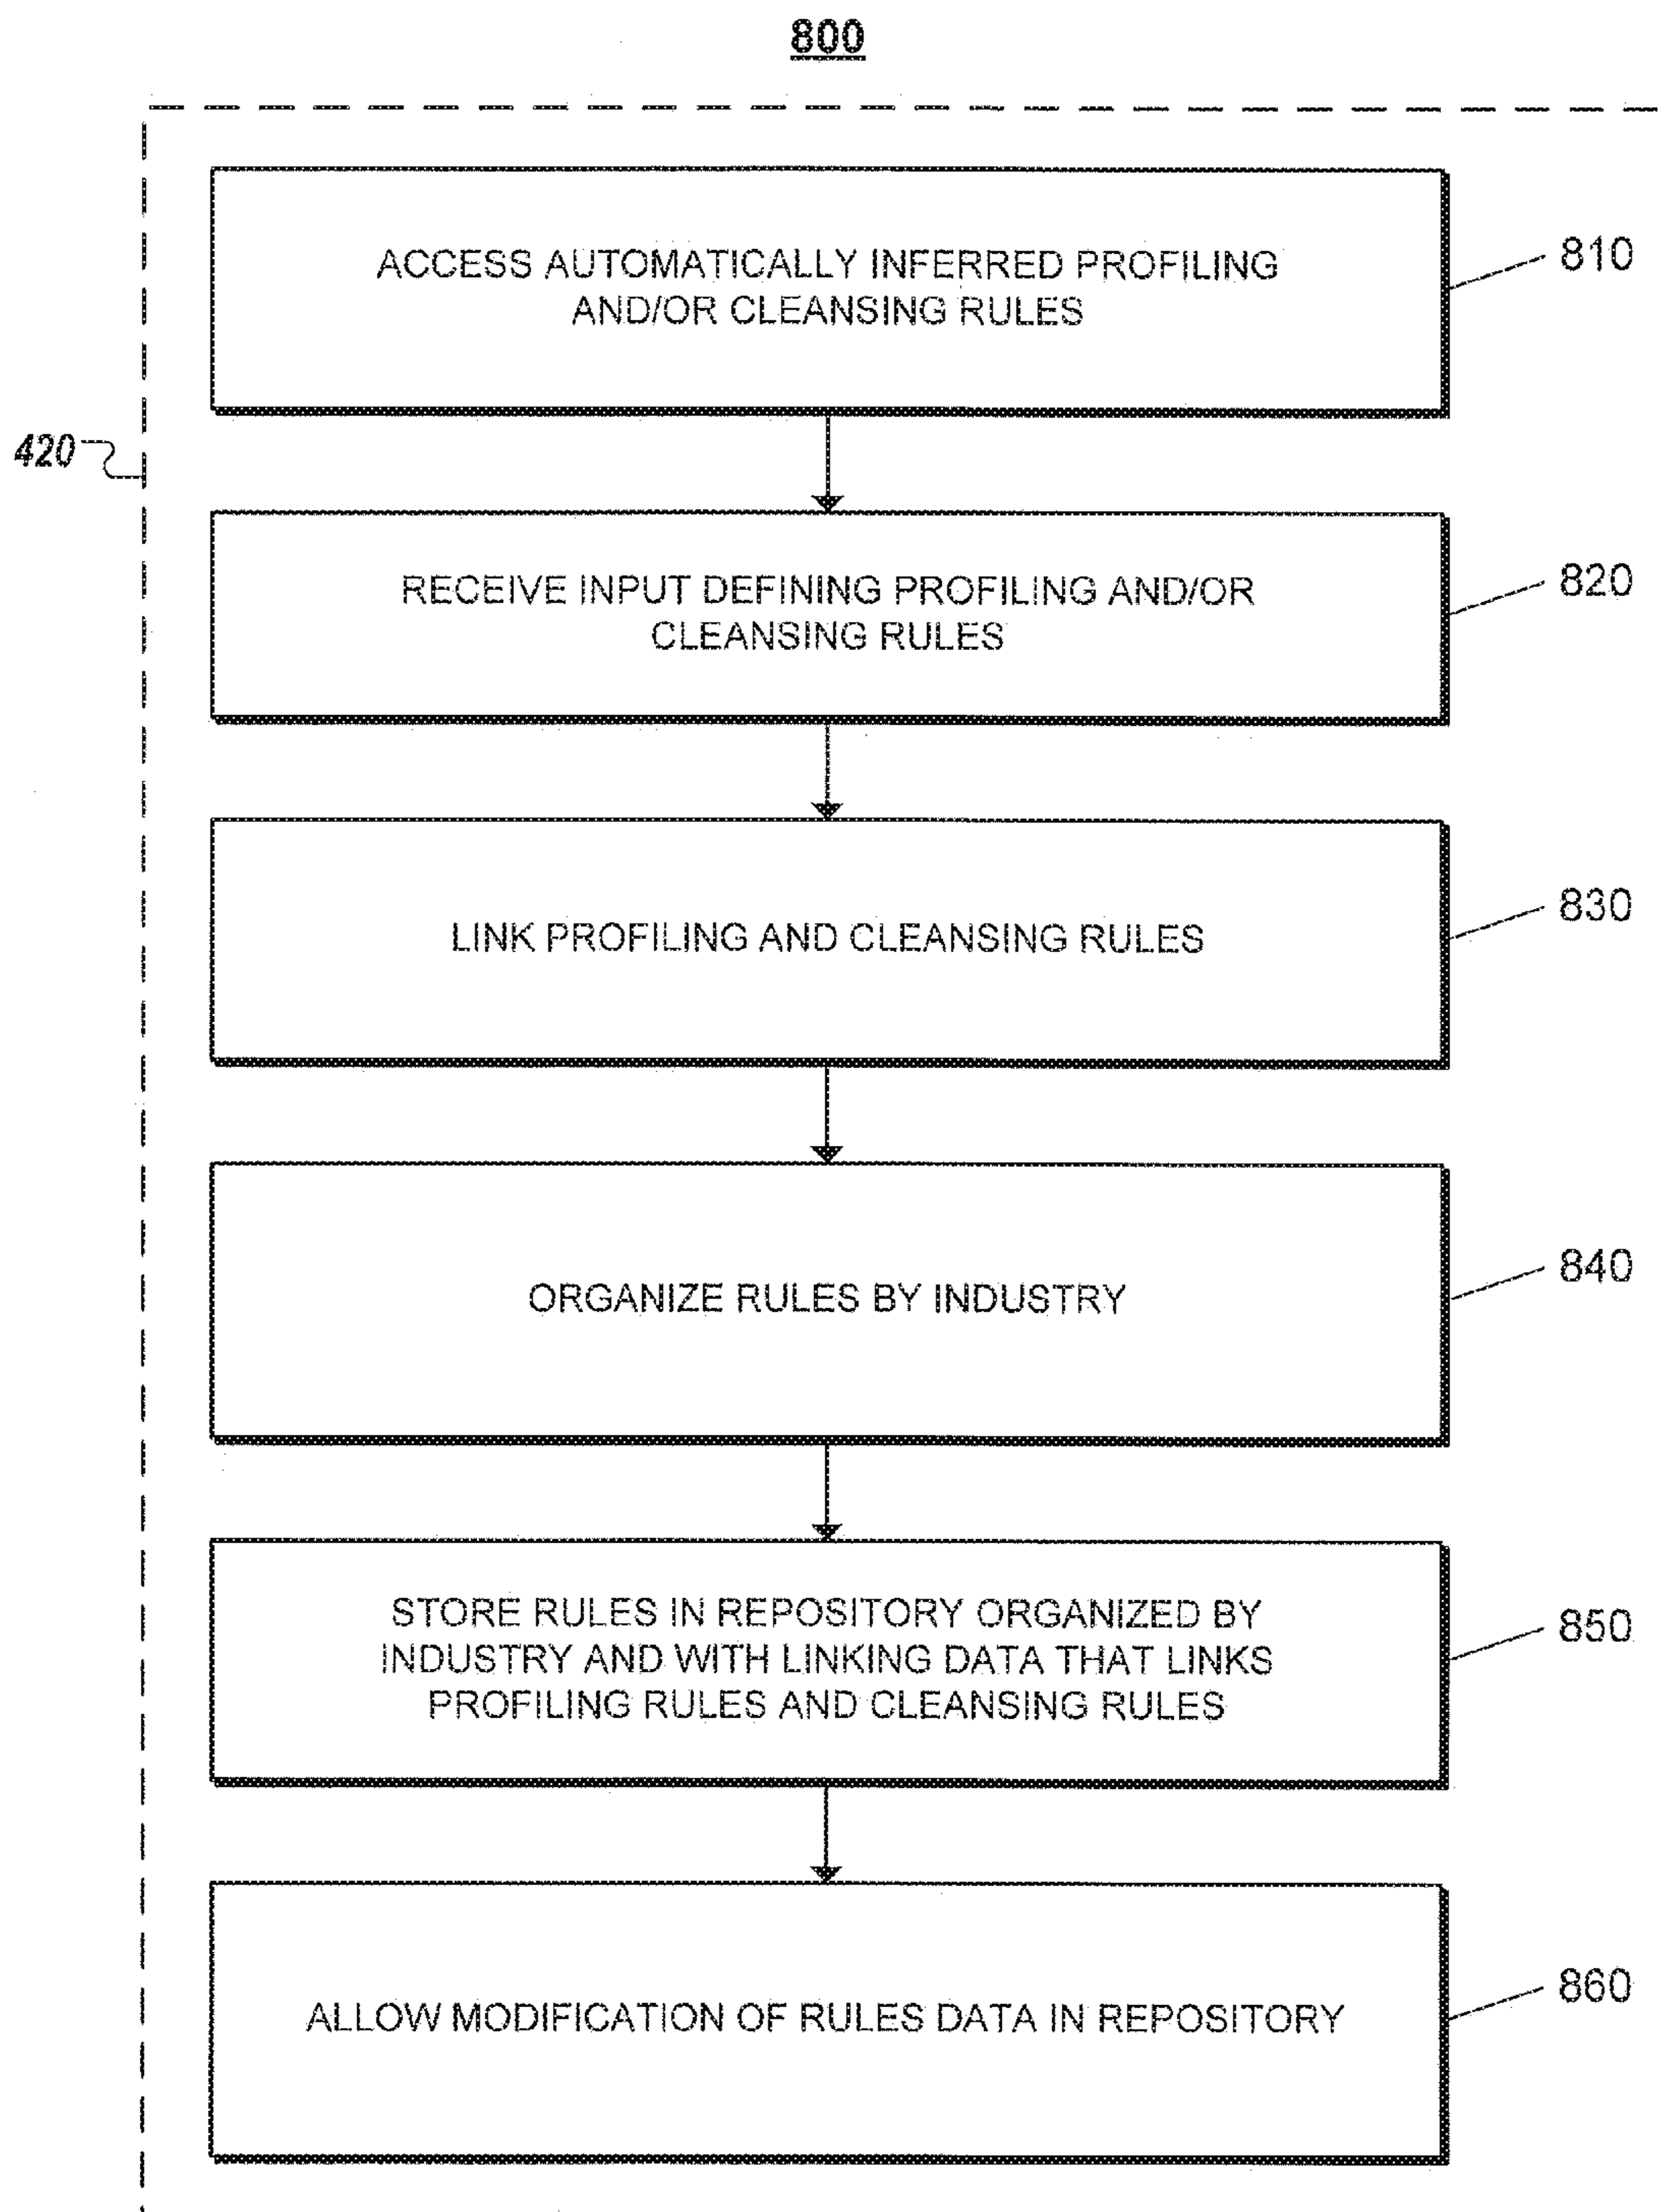 800
ACCESS AUTOMATICALLY INFERRED PROFILING
AND/OR CLEANSING RULES
810
420
RECEIVE INPUT DEFINING PROFILING AND/OR
CLEANSING RULES
820
LINK PROFILING AND CLEANSING RULES
830
ORGANIZE RULES BY INDUSTRY
840
STORE RULES IN REPOSITORY ORGANIZED BY
INDUSTRY AND WITH LINKING DATA THAT LINKS
PROFILING RULES AND CLEANSING RULES
850
ALLOW MODIFICATION OF RULES DATA IN REPOSITORY
860